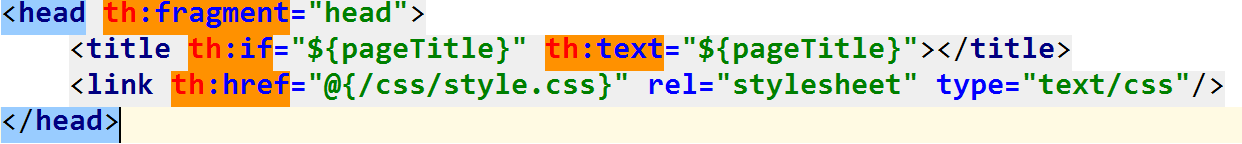 <head th:fragment="head">
<title th:if="${pageTitle}" th:text="${pageTitle}"></title>
<link th:href="@{/css/style.css}" rel="stylesheet" type="text/css"/>
</head>